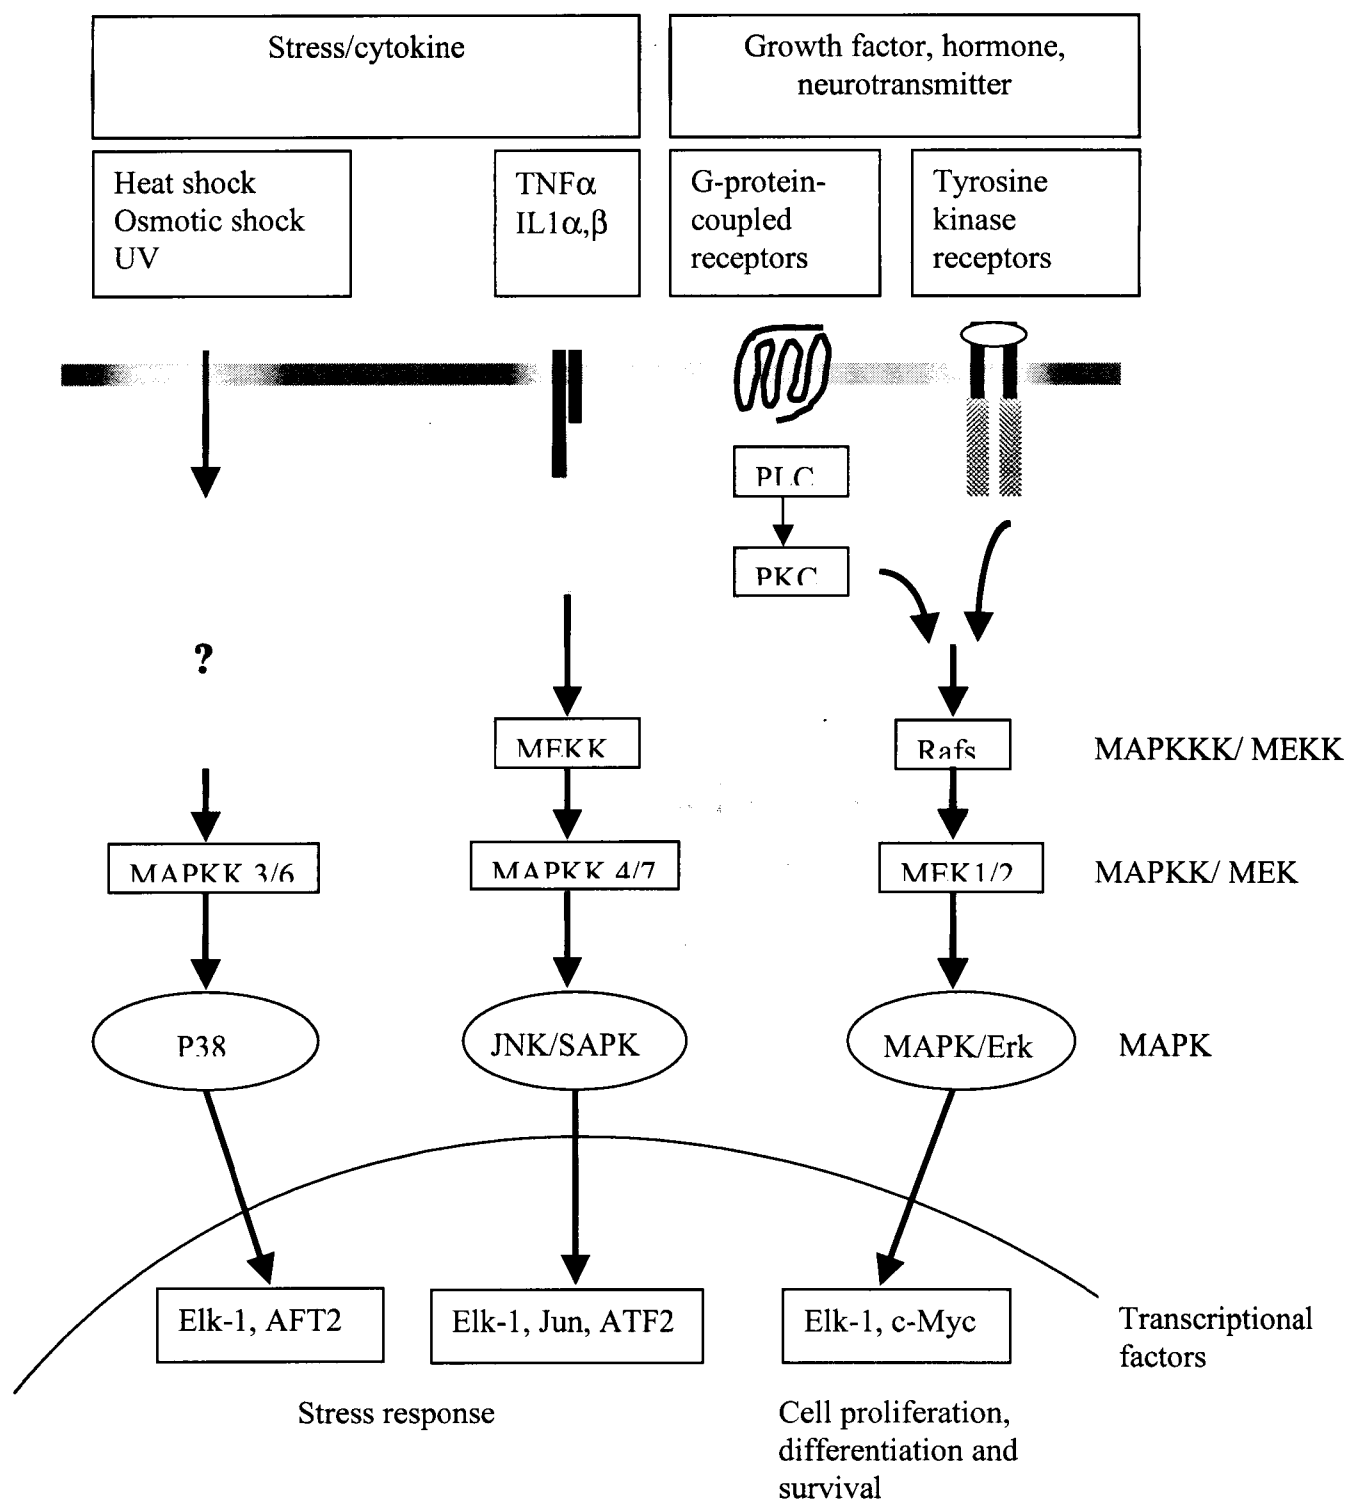 Stress/cytokine
Growth factor, hormone,
neurotransmitter
Heat shock
Osmotic shock
UV
TNFα
IL1α,β
G-protein-
coupled
receptors
Tyrosine
kinase
receptors
PLC
PKC
?
MEKK
Rafs
MAPKKK/ MEKK
MAPKK 3/6
MAPKK 4/7
MEK1/2
MAPKK/ MEK
P38
JNK/SAPK
MAPK/Erk
MAPK
Elk-1, AFT2
Elk-1, Jun, ATF2
Elk-1, c-Myc
Transcriptional
factors
Stress response
Cell proliferation,
differentiation and
survival